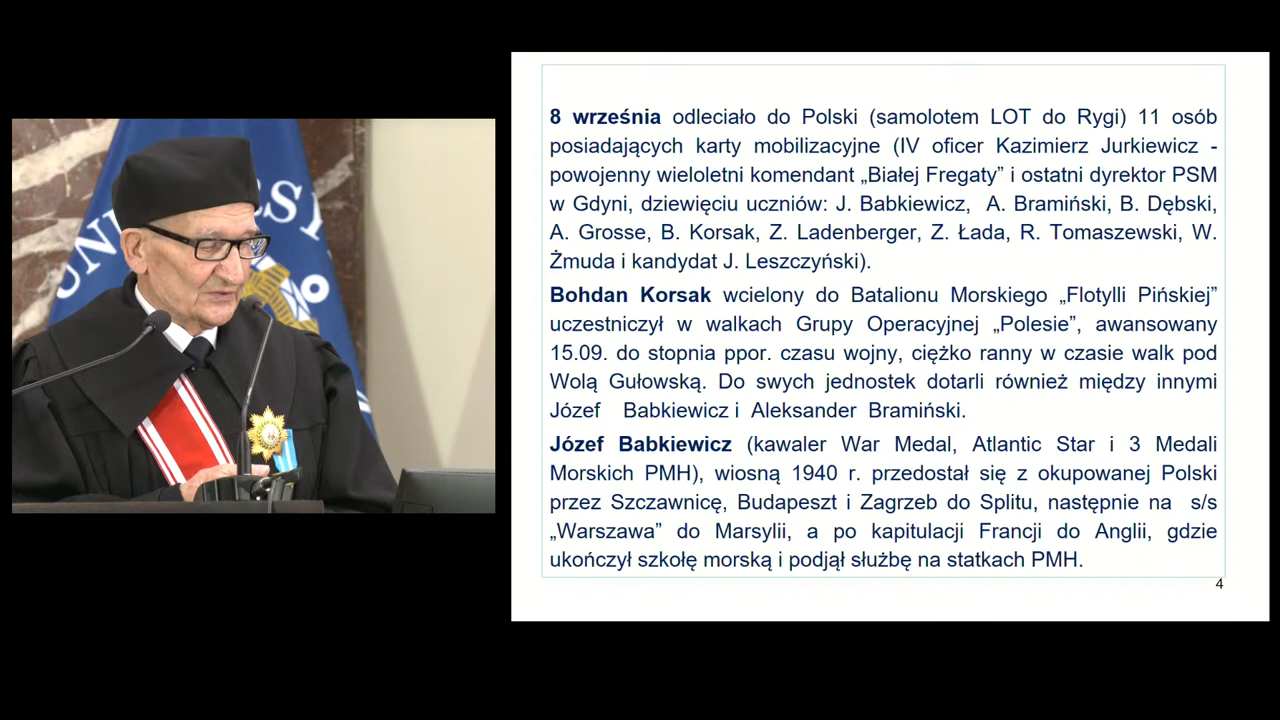 UNIVERSITY
8 września odleciało do Polski (samolotem LOT do Rygi) 11 osób
posiadających karty mobilizacyjne (IV oficer Kazimierz Jurkiewicz -
powojenny wieloletni komendant „Białej Fregaty” i ostatni dyrektor PSM
w Gdyni, dziewięciu uczniów: J. Babkiewicz, A. Bramiński, B. Dębski,
A. Grosse, B. Korsak, Z. Ladenberger, Z. Łada, R. Tomaszewski, W.
Żmuda i kandydat J. Leszczyński).
Bohdan Korsak wcielony do Batalionu Morskiego „Flotylli Pińskiej”
uczestniczył w walkach Grupy Operacyjnej „Polesie”, awansowany
15.09. do stopnia ppor. czasu wojny, ciężko ranny w czasie walk pod
Wolą Gułowską. Do swych jednostek dotarli również między innymi
Józef Babkiewicz i Aleksander Bramiński.
Józef Babkiewicz (kawaler War Medal, Atlantic Star i 3 Medali
Morskich PMH), wiosną 1940 r. przedostał się z okupowanej Polski
przez Szczawnicę, Budapeszt i Zagrzeb do Splitu, następnie na s/s
„Warszawa” do Marsylii, a po kapitulacji Francji do Anglii, gdzie
ukończył szkołę morską i podjął służbę na statkach PMH.
4